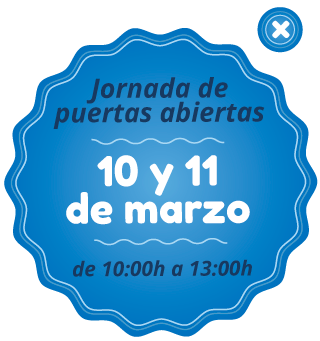 Jornada de
puertas abiertas
10 y 11
de marzo
de 10:00h a 13:00h